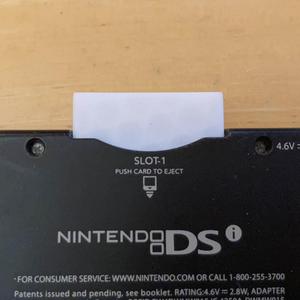 SLOT-1
PUSH CARD TO EJECT
4.6V
NINTENDO DS i
FOR CONSUMER SERVICE: WWW.NINTENDO.COM OR CALL 1-800-255-3700
Patents issued and pending, see booklet. RATING:4.6V⎓2.8W, ADAPTER